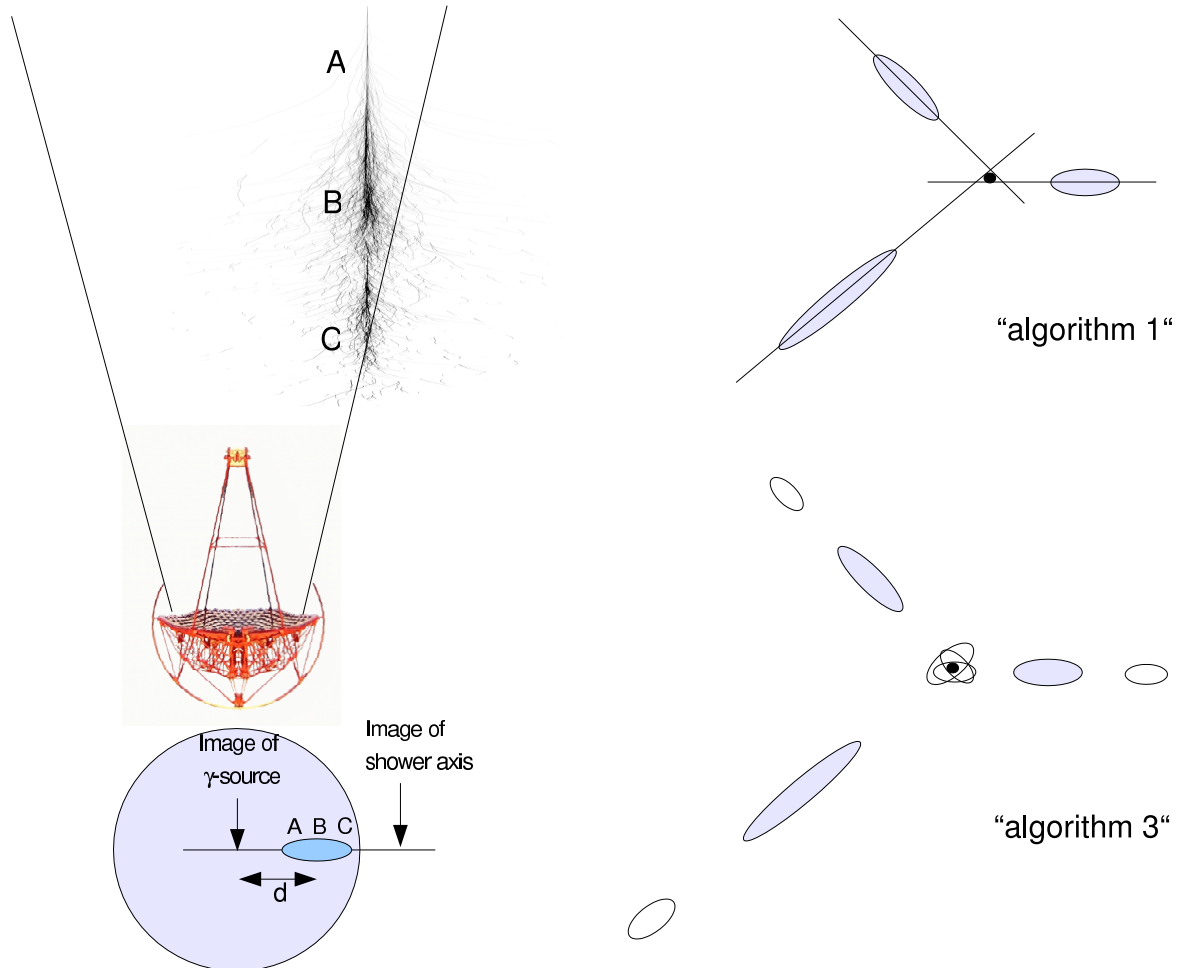 A
B
C
“algorithm 1“
Image of
γ-source
Image of
shower axis
A B C
d
“algorithm 3“